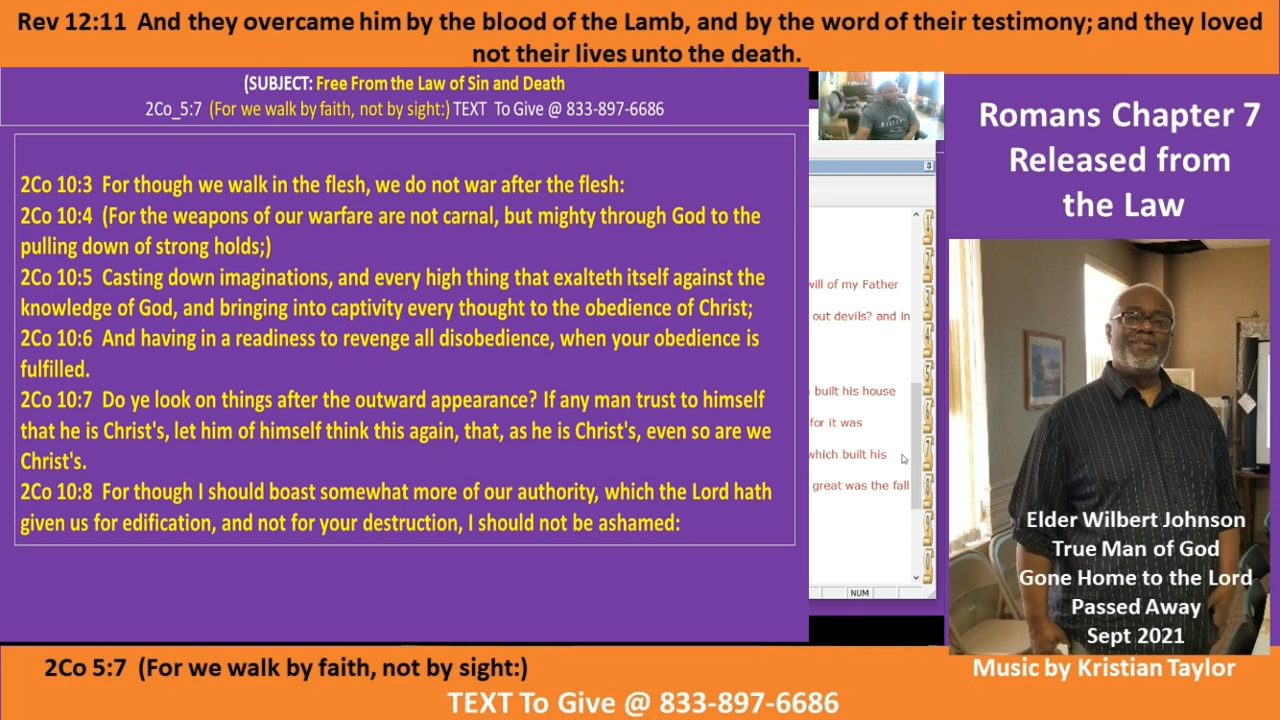 Rev 12:11  And they overcame him by the blood of the Lamb, and by the word of their testimony; and they loved
not their lives unto the death.
(SUBJECT: Free From the Law of Sin and Death
2Co_5:7  (For we walk by faith, not by sight:) TEXT  To Give @ 833-897-6686
2Co 10:3  For though we walk in the flesh, we do not war after the flesh:
2Co 10:4  (For the weapons of our warfare are not carnal, but mighty through God to the
pulling down of strong holds;)
2Co 10:5  Casting down imaginations, and every high thing that exalteth itself against the
knowledge of God, and bringing into captivity every thought to the obedience of Christ;
2Co 10:6  And having in a readiness to revenge all disobedience, when your obedience is
fulfilled.
2Co 10:7  Do ye look on things after the outward appearance? If any man trust to himself
that he is Christ's, let him of himself think this again, that, as he is Christ's, even so are we
Christ's.
2Co 10:8  For though I should boast somewhat more of our authority, which the Lord hath
given us for edification, and not for your destruction, I should not be ashamed:
will of my Father
out devils? and in
built his house
for it was
which built his
great was the fall
NUM
Romans Chapter 7
Released from
the Law
Elder Wilbert Johnson
True Man of God
Gone Home to the Lord
Passed Away
Sept 2021
2Co 5:7  (For we walk by faith, not by sight:)
Music by Kristian Taylor
TEXT To Give @ 833-897-6686